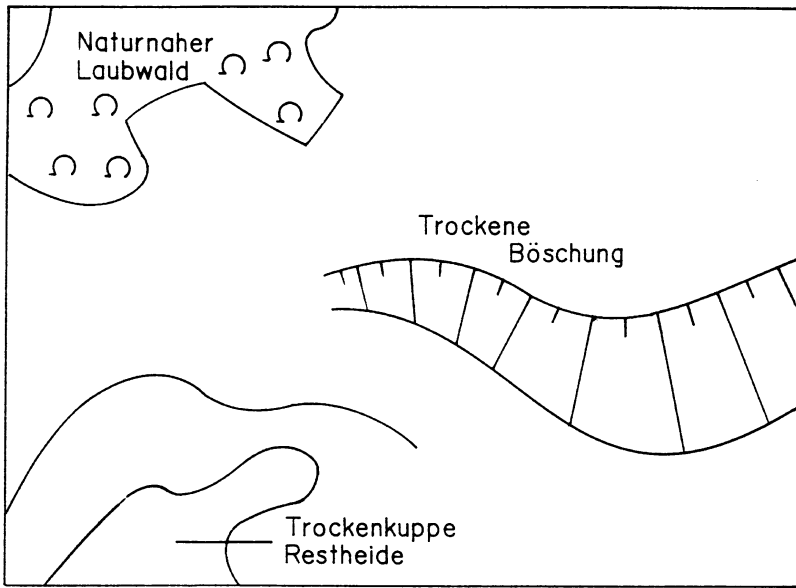 Naturnaher
Laubwald
Trockene
Böschung
Trockenkuppe
Restheide